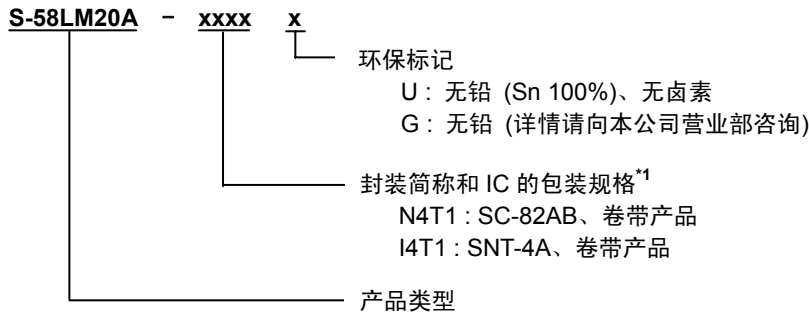 S-58LM20A - xxxx x
环保标记
U : 无铅 (Sn 100%)、无卤素
G : 无铅 (详情请向本公司营业部咨询)
封装简称和 IC 的包装规格*1
N4T1 : SC-82AB、卷带产品
I4T1 : SNT-4A、卷带产品
产品类型